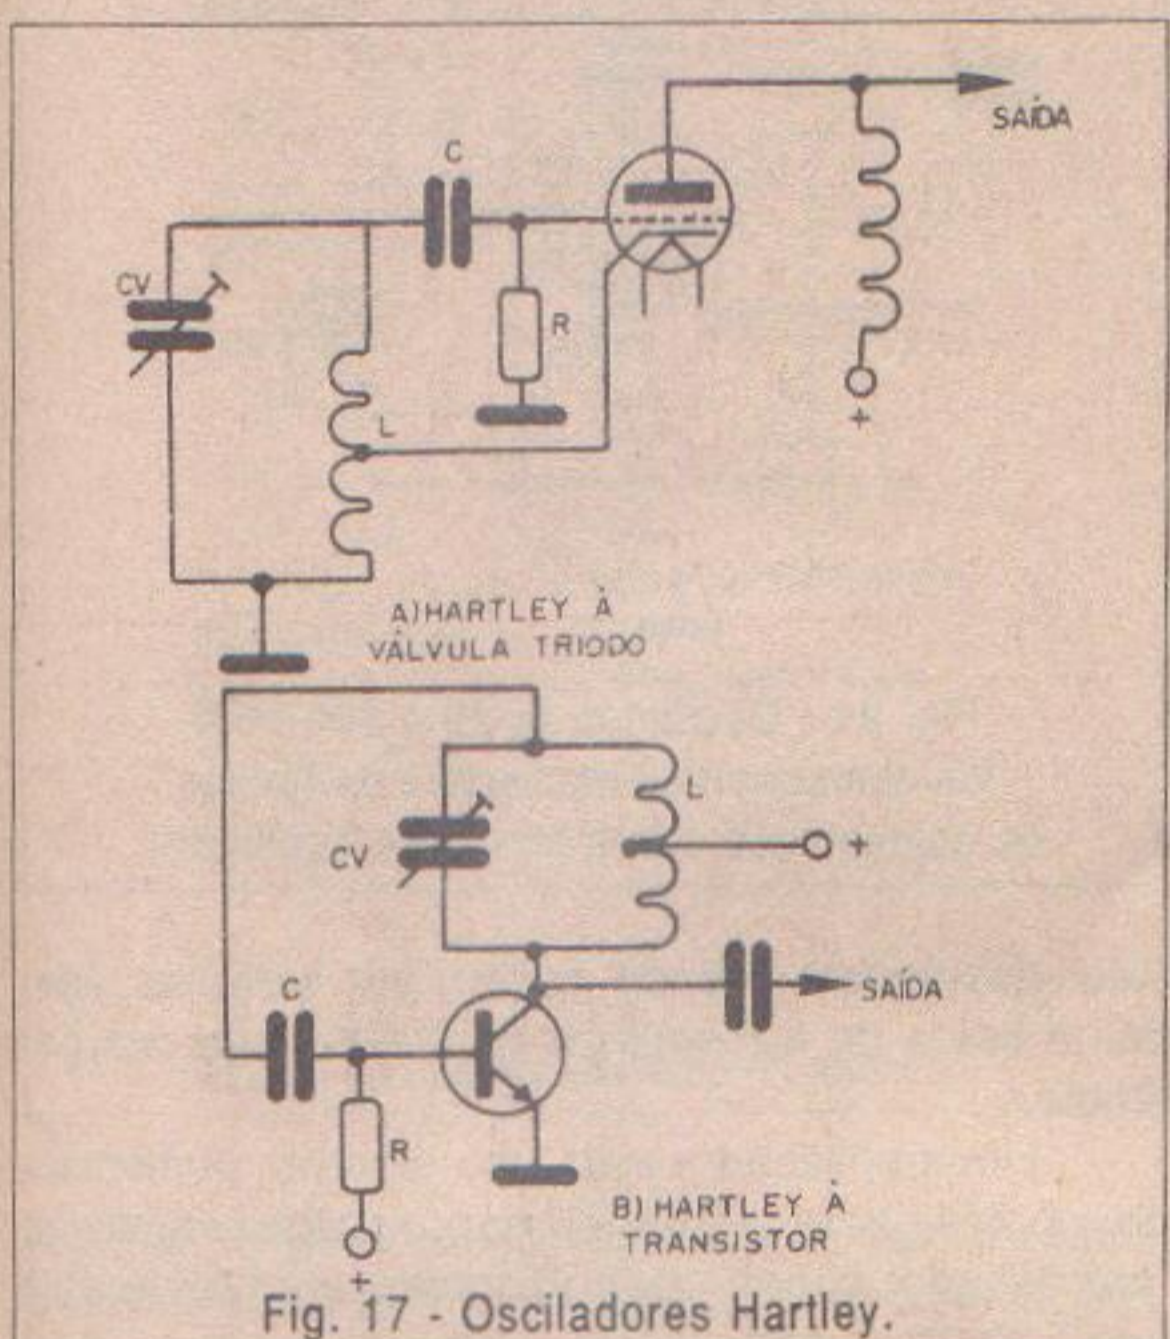 SAÍDA
C
CV
R
+
L
A) HARTLEY À
VÁLVULA TRIODO
L
CV
+
C
SAÍDA
R
B) HARTLEY À
TRANSISTOR
+
Fig. 17 - Osciladores Hartley.